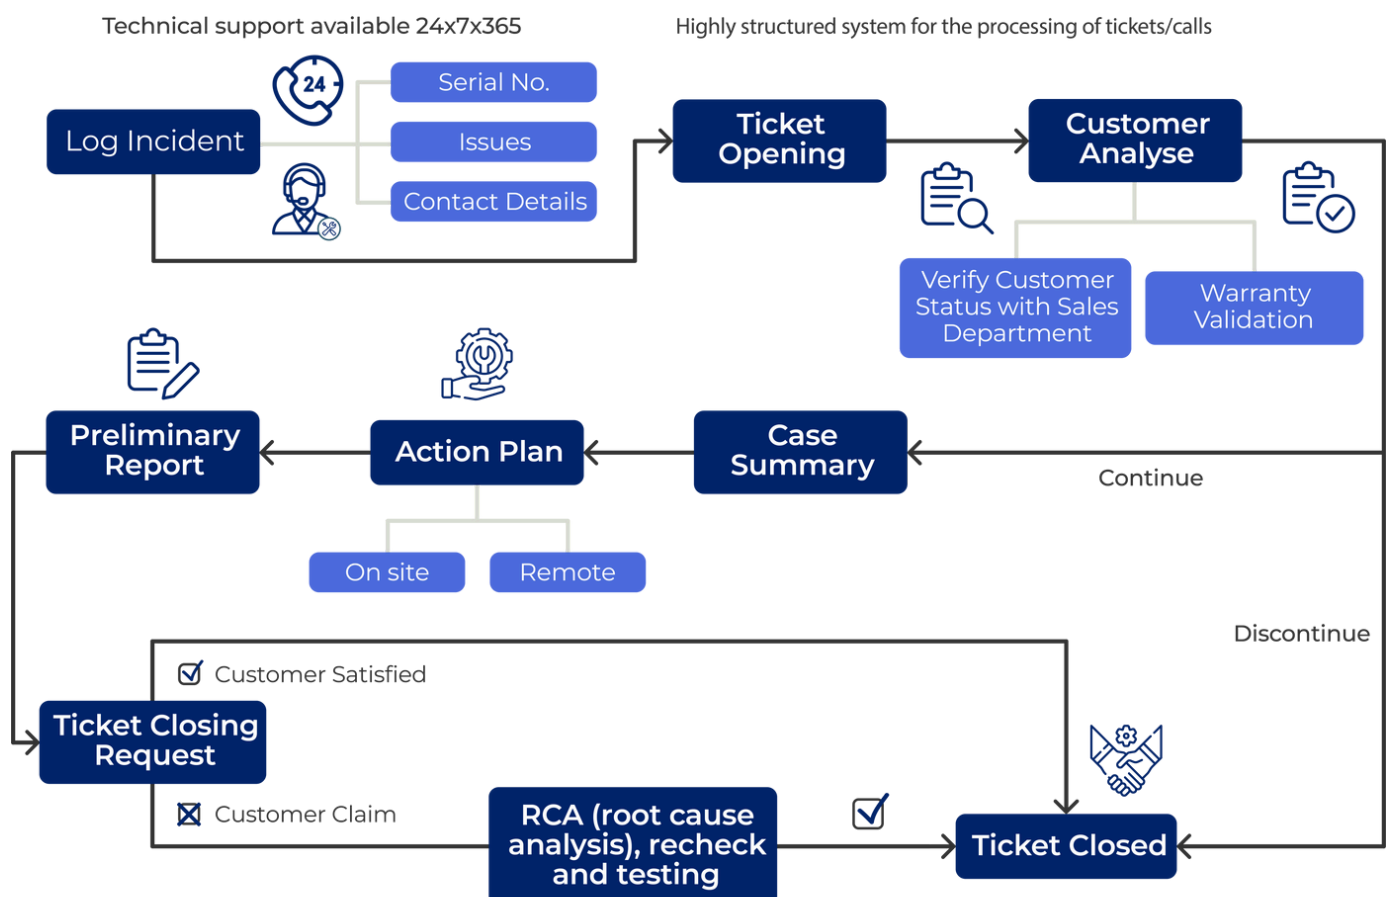 Technical support available 24x7x365
Highly structured system for the processing of tickets/calls
24
Log Incident
Serial No.
Issues
Contact Details
Ticket
Opening
Customer
Analyse
Verify Customer
Status with Sales
Department
Warranty
Validation
Preliminary
Report
Action Plan
Case
Summary
Continue
On site
Remote
Discontinue
Customer Satisfied
Ticket Closing
Request
Customer Claim
RCA (root cause
analysis), recheck
and testing
Ticket Closed